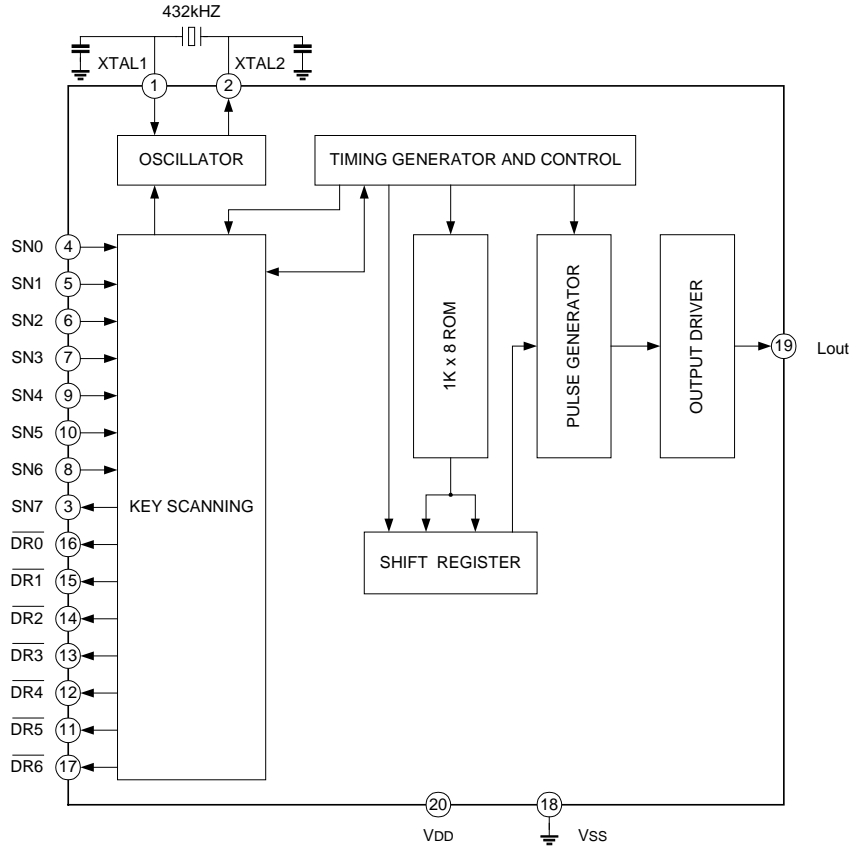 432kHZ
XTAL1
XTAL2
1
2
OSCILLATOR
TIMING GENERATOR AND CONTROL
SN0 4
SN1 5
SN2 6
SN3 7
SN4 9
SN5 10
SN6 8
SN7 3
DR0 16
DR1 15
DR2 14
DR3 13
DR4 12
DR5 11
DR6 17
KEY SCANNING
1K x 8 ROM
PULSE GENERATOR
OUTPUT DRIVER
19 Lout
SHIFT REGISTER
20
18
VDD
VSS